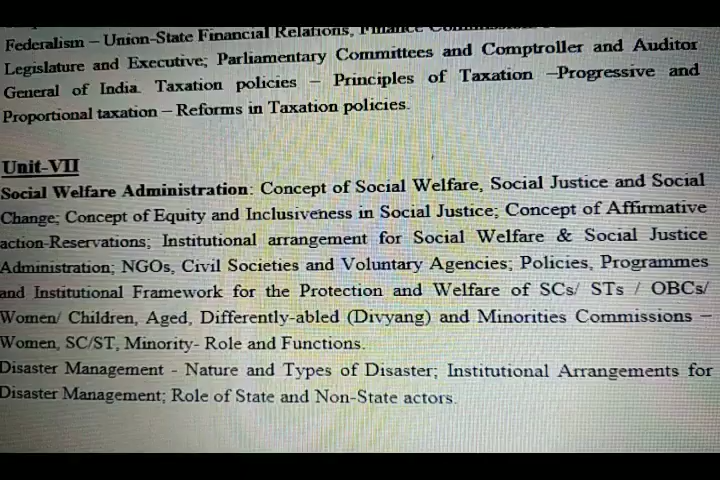 Federalism – Union-State Financial Relations,
Legislature and Executive; Parliamentary Committees and Comptroller and Auditor
General of India. Taxation policies – Principles of Taxation –Progressive and
Proportional taxation – Reforms in Taxation policies.
Unit-VII
Social Welfare Administration: Concept of Social Welfare, Social Justice and Social
Change; Concept of Equity and Inclusiveness in Social Justice; Concept of Affirmative
action-Reservations; Institutional arrangement for Social Welfare & Social Justice
Administration; NGOs, Civil Societies and Voluntary Agencies; Policies, Programmes
and Institutional Framework for the Protection and Welfare of SCs/ STs / OBCs/
Women/ Children, Aged, Differently-abled (Divyang) and Minorities Commissions –
Women, SC/ST, Minority- Role and Functions.
Disaster Management - Nature and Types of Disaster; Institutional Arrangements for
Disaster Management; Role of State and Non-State actors.